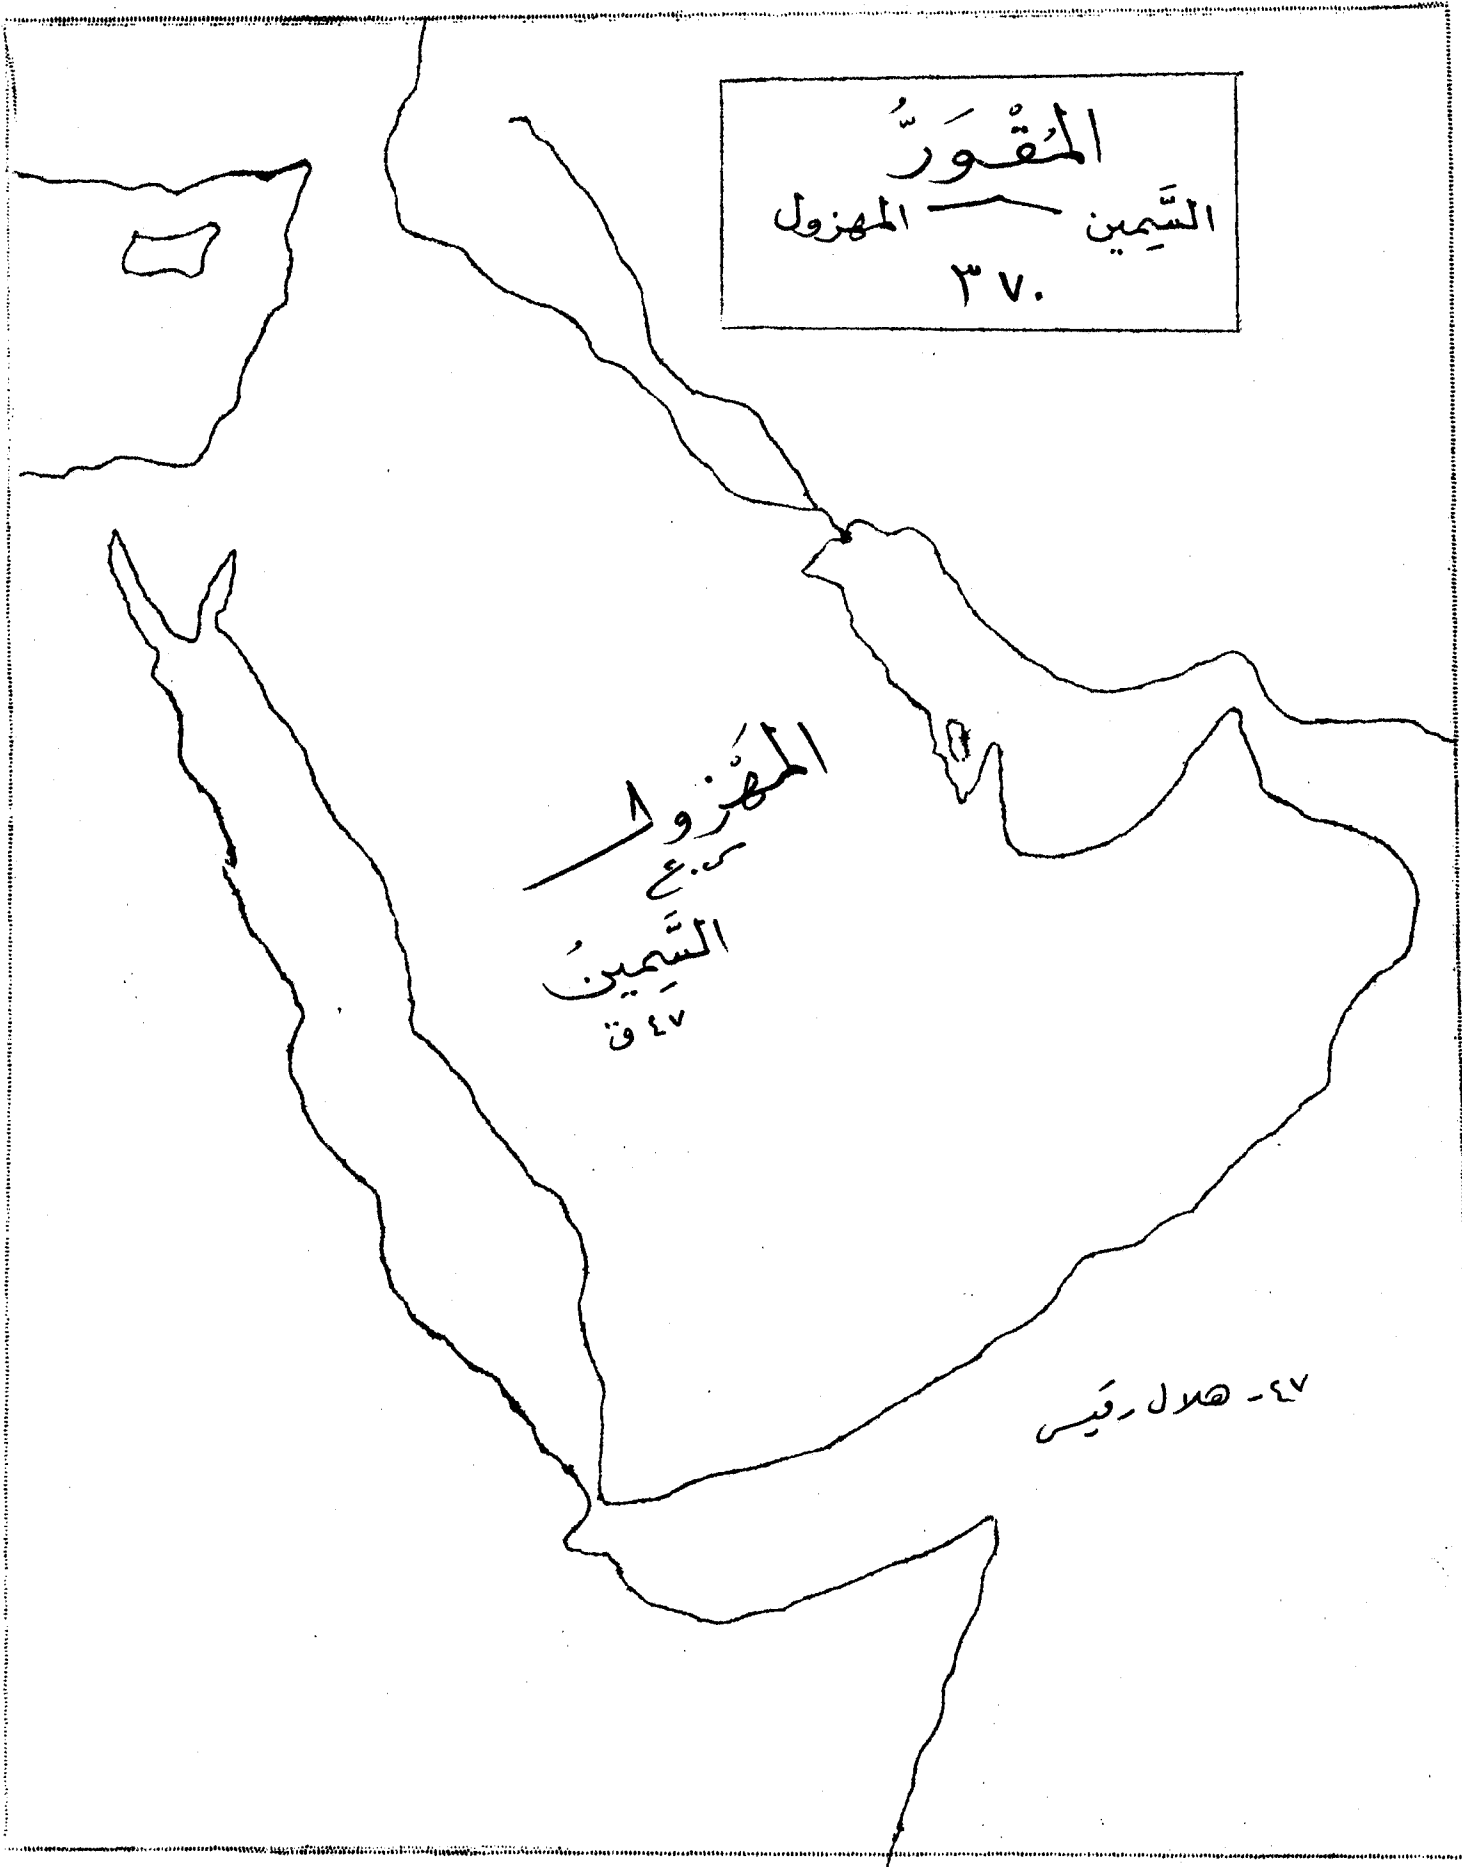 المُقْوَرُّ
السَّمِين المهزول
٣٧٠
المَهْزول
س.ع
السَّمِينُ
٤٧ ق
٤٧- هلال رقيس